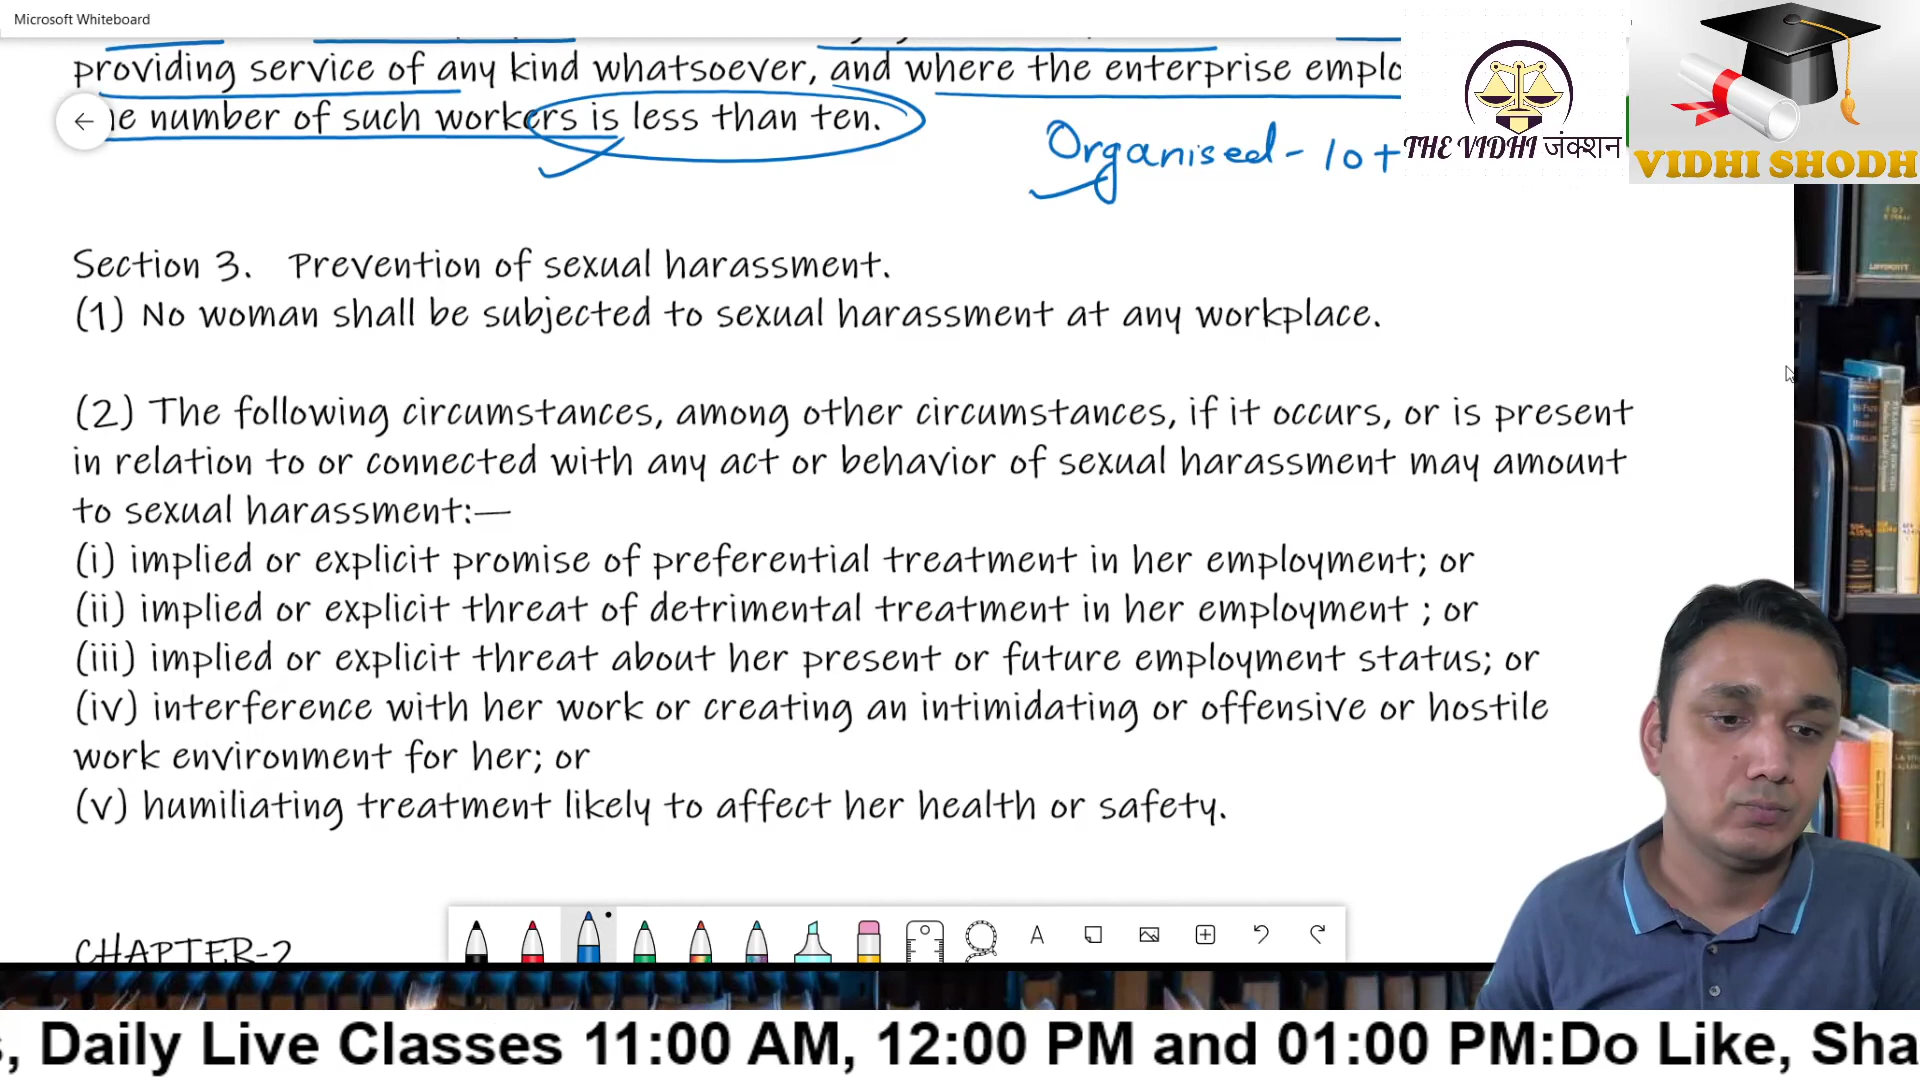 Microsoft Whiteboard
providing service of any kind whatsoever, and where the enterprise emplo
e number of such workers is less than ten.
Organised - 10+
THE VIDHI जंक्शन
VIDHI SHODH
Section 3. Prevention of sexual harassment.
(1) No woman shall be subjected to sexual harassment at any workplace.
(2) The following circumstances, among other circumstances, if it occurs, or is present
in relation to or connected with any act or behavior of sexual harassment may amount
to sexual harassment:—
(i) implied or explicit promise of preferential treatment in her employment; or
(ii) implied or explicit threat of detrimental treatment in her employment ; or
(iii) implied or explicit threat about her present or future employment status; or
(iv) interference with her work or creating an intimidating or offensive or hostile
work environment for her; or
(v) humiliating treatment likely to affect her health or safety.
CHAPTER-2
, Daily Live Classes 11:00 AM, 12:00 PM and 01:00 PM:Do Like, Sha